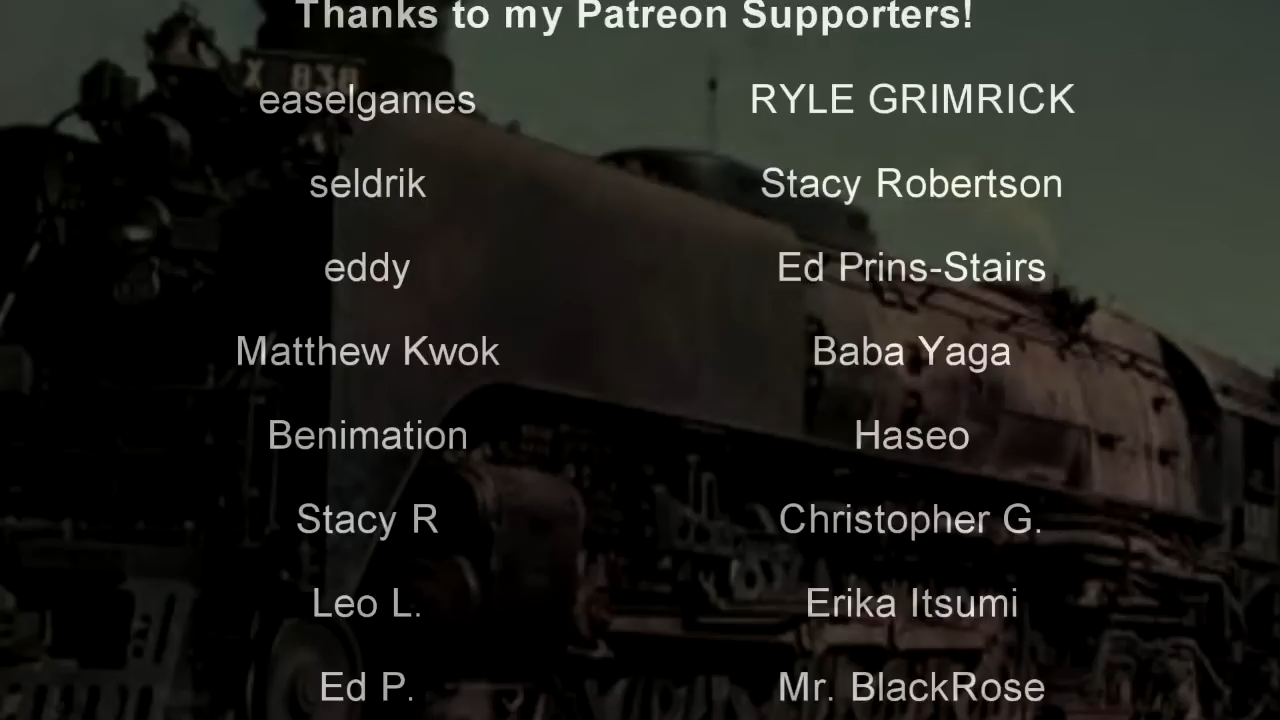 Thanks to my Patreon Supporters!
X 838
easelgames RYLE GRIMRICK
seldrik Stacy Robertson
eddy Ed Prins-Stairs
Matthew Kwok Baba Yaga
Benimation Haseo
Stacy R Christopher G.
Leo L. Erika Itsumi
Ed P. Mr. BlackRose